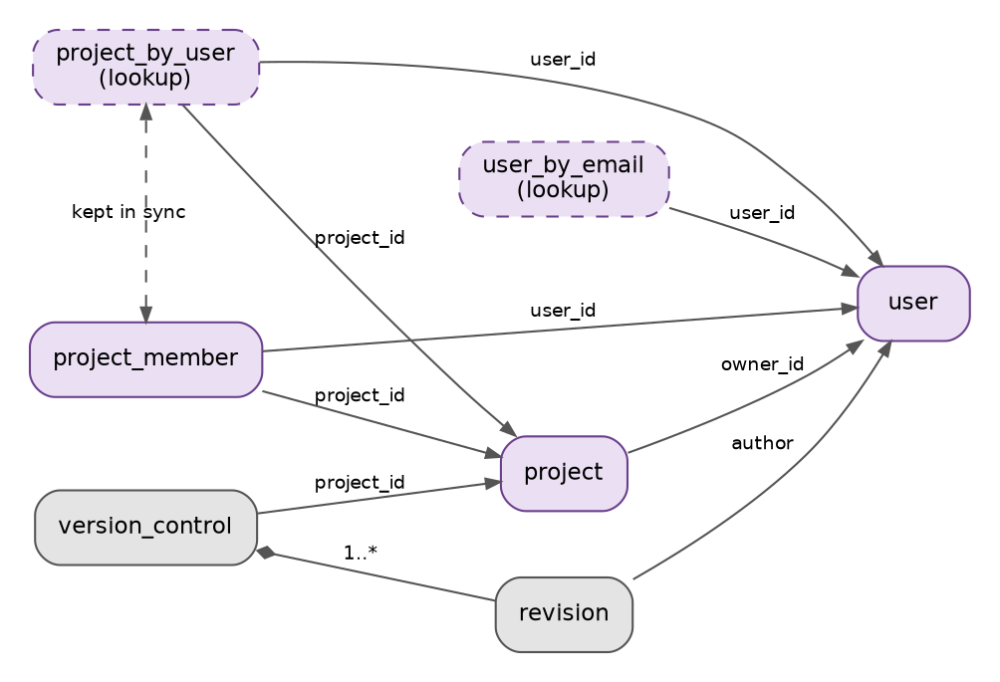 project_by_user
(lookup)
user_id
user_by_email
(lookup)
user_id
kept in sync
project_id
user
user_id
project_member
owner_id
project_id
author
project
project_id
version_control
1..*
revision